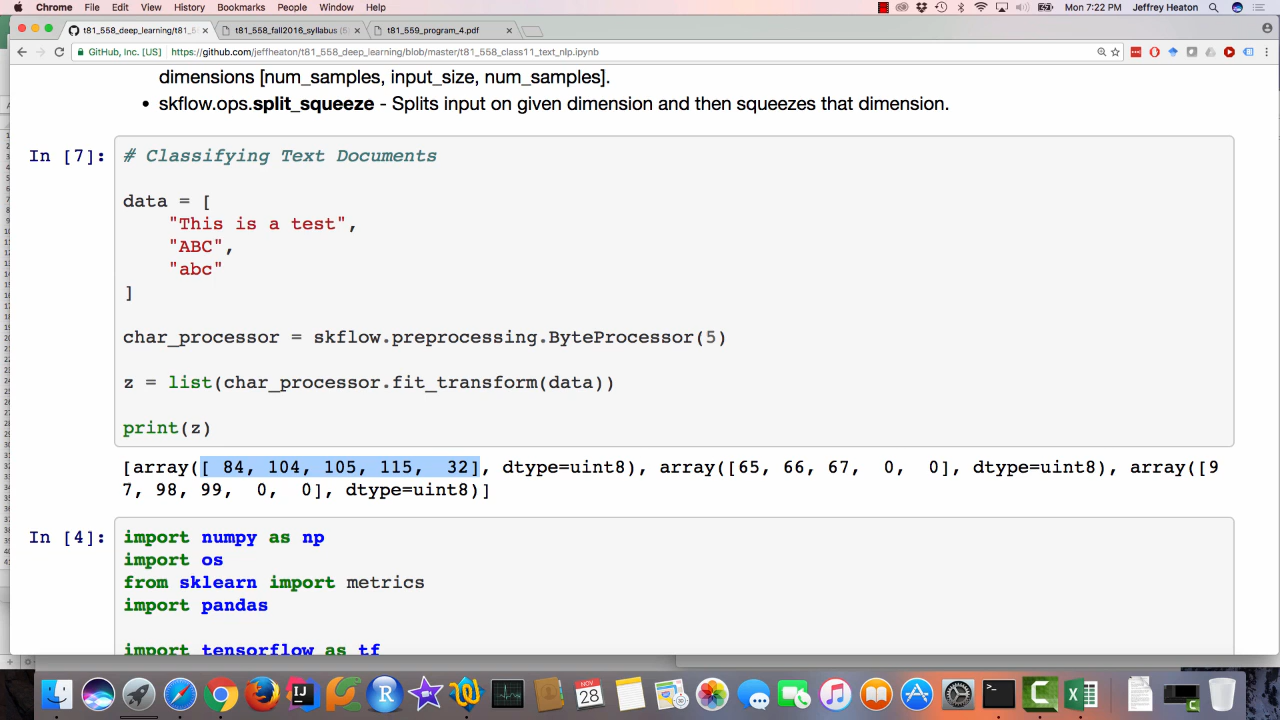 Chrome File Edit View History Bookmarks People Window Help Mon 7:22 PM Jeffrey Heaton
t81_558_deep_learning/t81_5 t81_558_fall2016_syllabus (5 t81_559_program_4.pdf
GitHub, Inc. [US] https://github.com/jeffheaton/t81_558_deep_learning/blob/master/t81_558_class11_text_nlp.ipynb
dimensions [num_samples, input_size, num_samples].
• skflow.ops.split_squeeze - Splits input on given dimension and then squeezes that dimension.
In [7]: # Classifying Text Documents
data = [
"This is a test",
"ABC",
"abc"
]
char_processor = skflow.preprocessing.ByteProcessor(5)
z = list(char_processor.fit_transform(data))
print(z)
[array([ 84, 104, 105, 115,  32], dtype=uint8), array([65, 66, 67,  0,  0], dtype=uint8), array([9
7, 98, 99,  0,  0], dtype=uint8)]
In [4]: import numpy as np
import os
from sklearn import metrics
import pandas
import tensorflow as tf
NOV
28